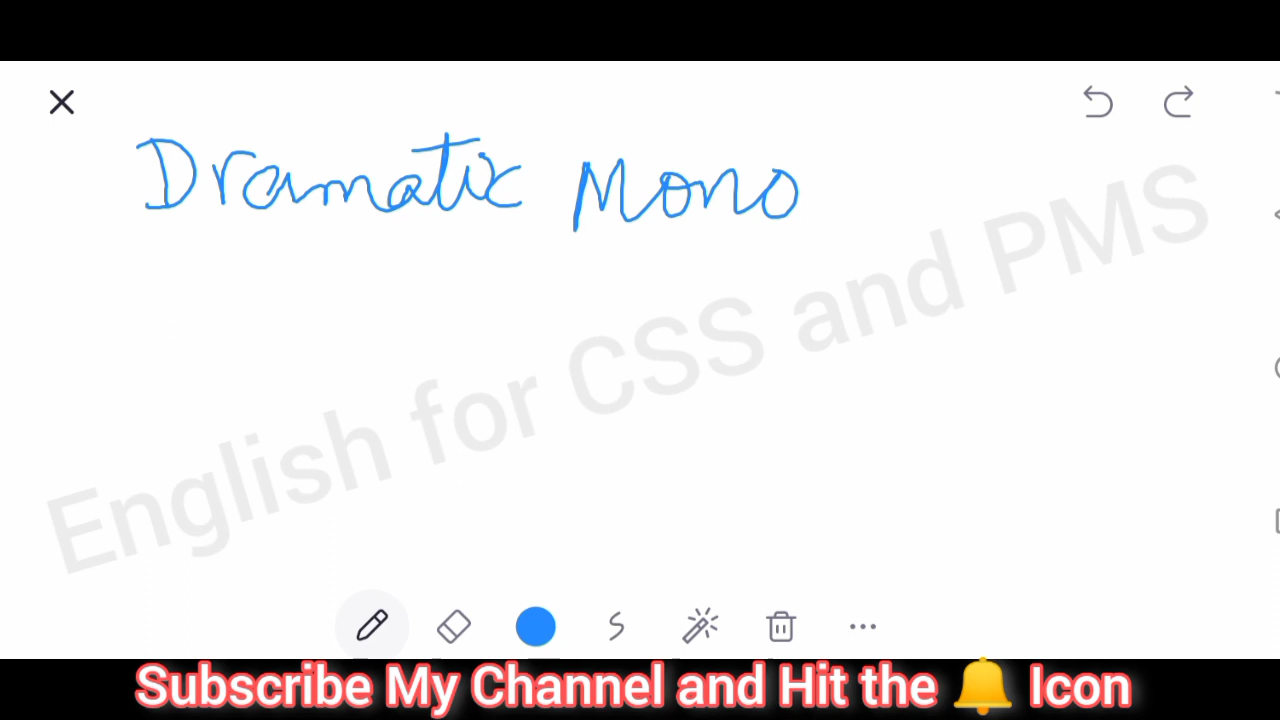 Dramatic Mono
English for CSS and PMS
Subscribe My Channel and Hit the 🔔 Icon